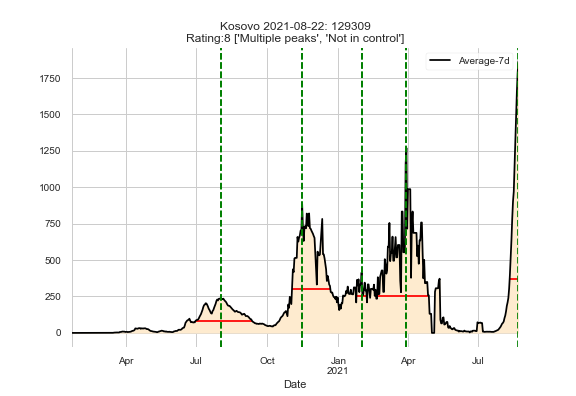 Kosovo 2021-08-22: 129309
Rating:8 ['Multiple peaks', 'Not in control']
Average-7d
1750
1500
1250
1000
750
500
250
0
Apr Jul Oct Jan Apr Jul
2021
Date